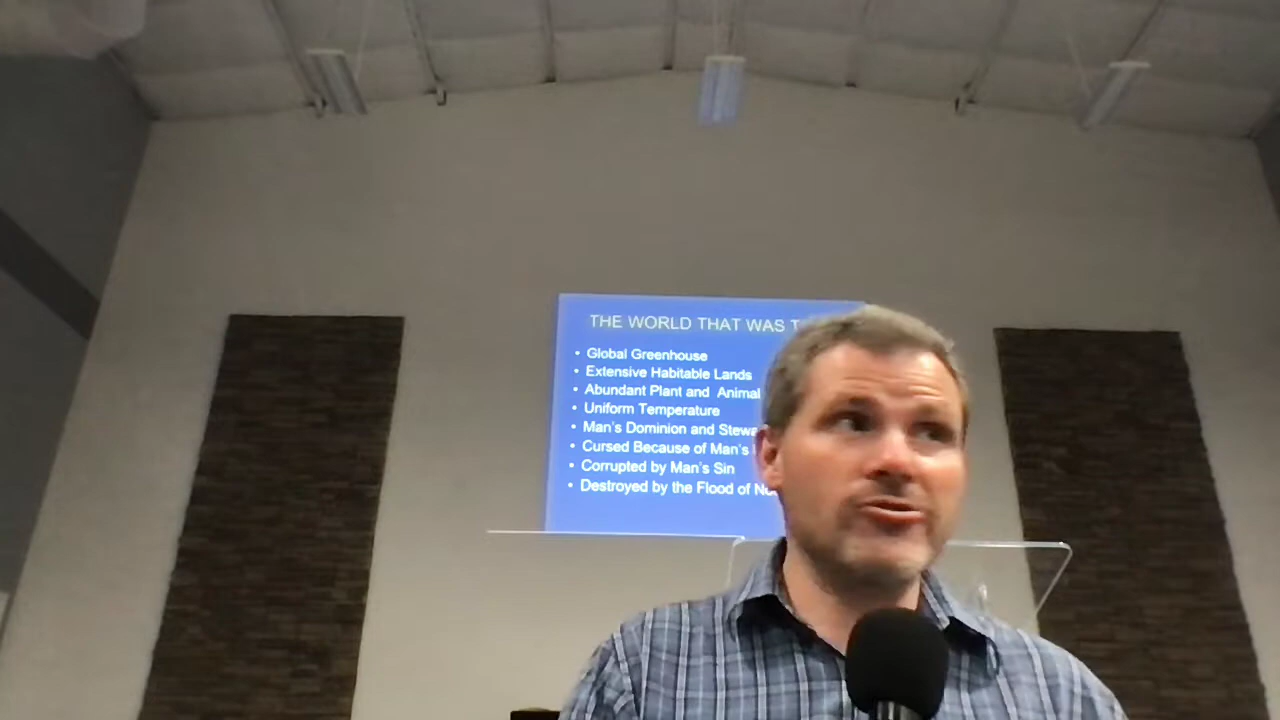 THE WORLD THAT WAS
• Global Greenhouse
• Extensive Habitable Lands
• Abundant Plant and Animal
• Uniform Temperature
• Man's Dominion and
• Cursed Because of Man's
• Corrupted by Man's Sin
• Destroyed by the Flood of